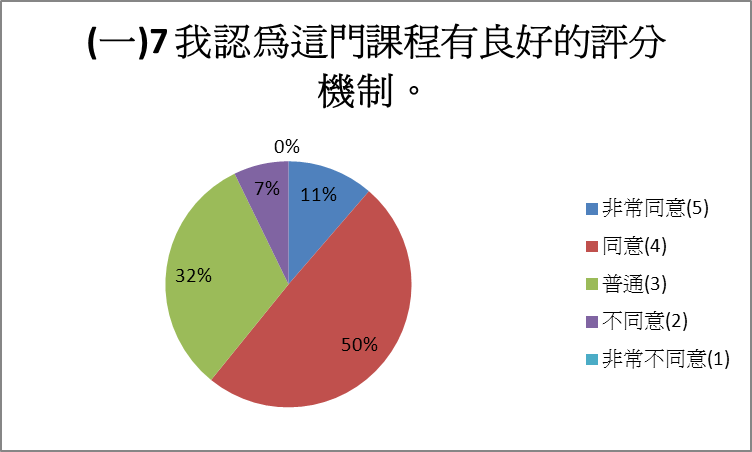 (一)7 我認為這門課程有良好的評分
機制。
0%
7%
11%
32%
50%
非常同意(5)
同意(4)
普通(3)
不同意(2)
非常不同意(1)